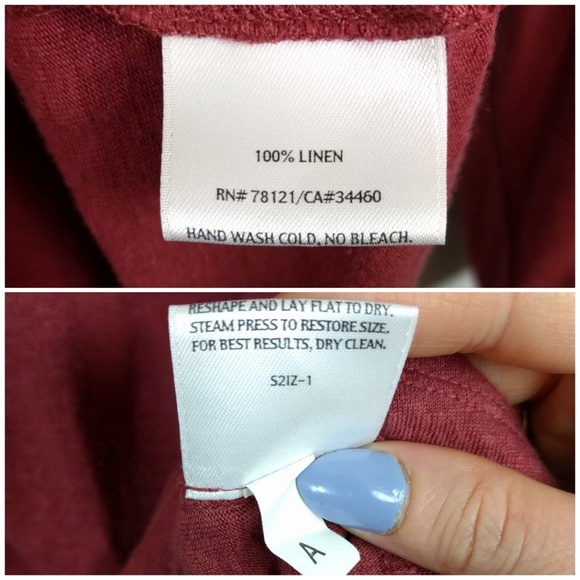 100% LINEN
RN# 78121/CA#34460
HAND WASH COLD, NO BLEACH.
RESHAPE AND LAY FLAT TO DRY.
STEAM PRESS TO RESTORE SIZE.
FOR BEST RESULTS, DRY CLEAN.
S2IZ-1
A